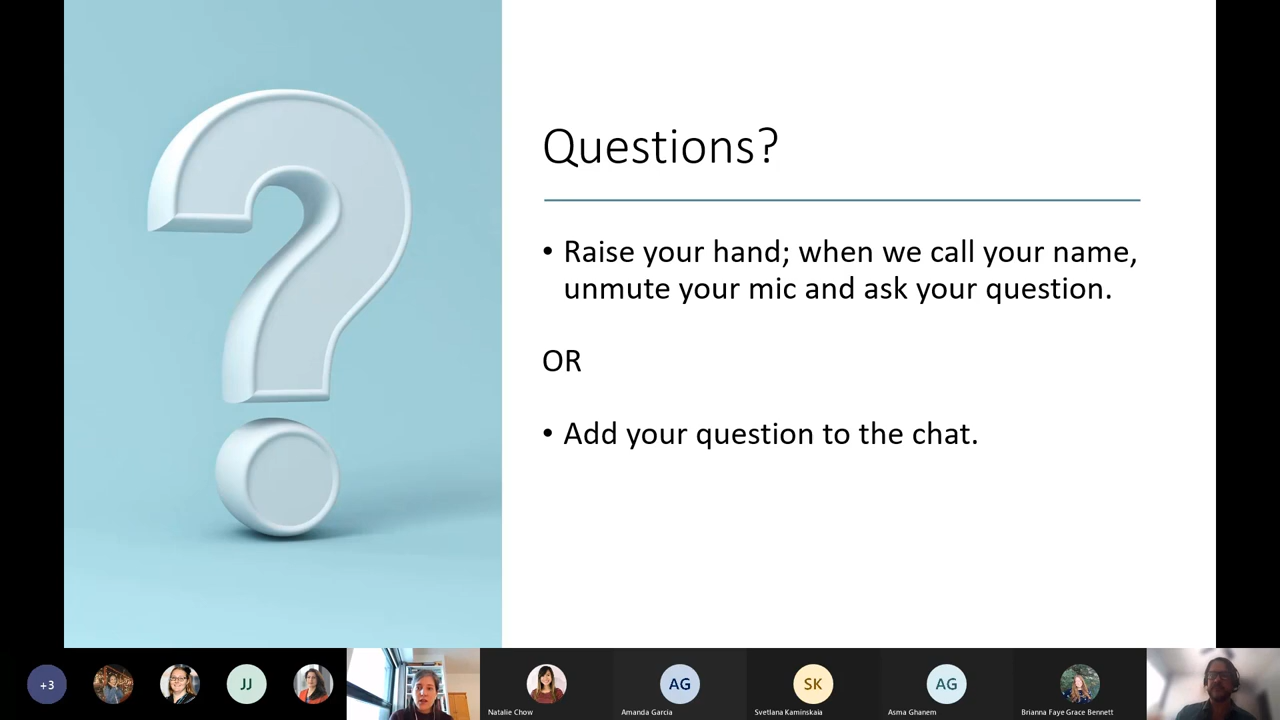 Questions?
• Raise your hand; when we call your name,
unmute your mic and ask your question.
OR
• Add your question to the chat.
+3
JJ
AG
SK
AG
Natalie Chow
Amanda Garcia
Svetlana Kaminskaia
Asma Ghanem
Brianna Faye Grace Bennett